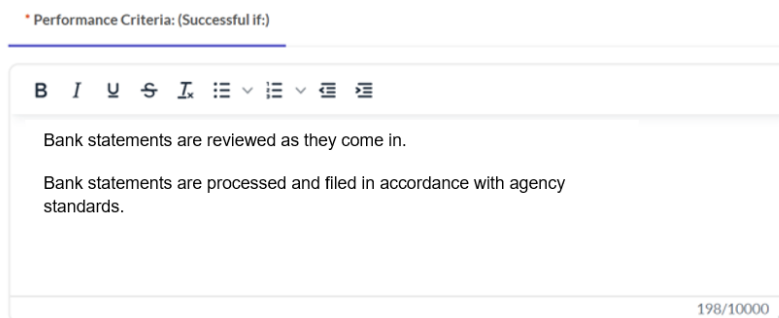 * Performance Criteria: (Successful if:)
B I U S Tx
Bank statements are reviewed as they come in.
Bank statements are processed and filed in accordance with agency
standards.
198/10000